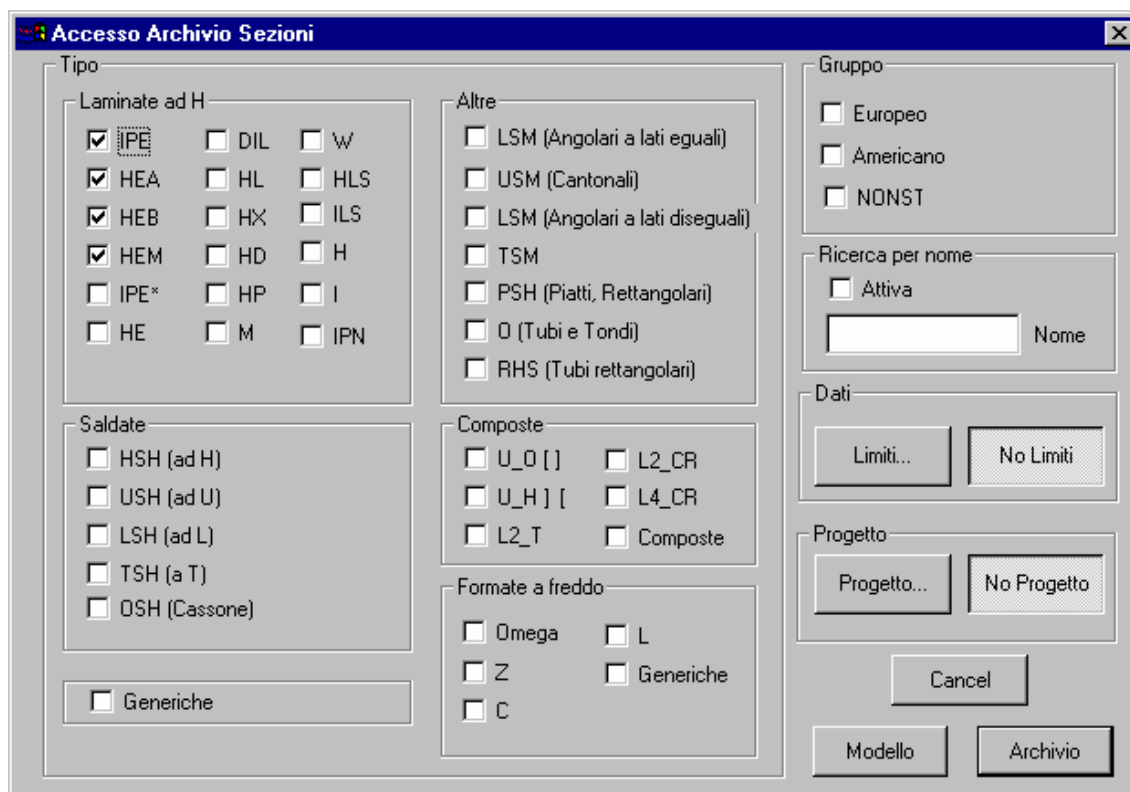 Accesso Archivio Sezioni
Tipo
Laminate ad H
IPE DIL W
HEA HL HLS
HEB HX ILS
HEM HD H
IPE* HP I
HE M IPN
Altre
LSM (Angolari a lati eguali)
USM (Cantonali)
LSM (Angolari a lati diseguali)
TSM
PSH (Piatti, Rettangolari)
O (Tubi e Tondi)
RHS (Tubi rettangolari)
Saldate
HSH (ad H)
USH (ad U)
LSH (ad L)
TSH (a T)
OSH (Cassone)
Composte
U_O [ ] L2_CR
U_H ] [ L4_CR
L2_T Composte
Formate a freddo
Omega L
Z Generiche
C
Generiche
Gruppo
Europeo
Americano
NONST
Ricerca per nome
Attiva
Nome
Dati
Limiti... No Limiti
Progetto
Progetto... No Progetto
Cancel
Modello Archivio